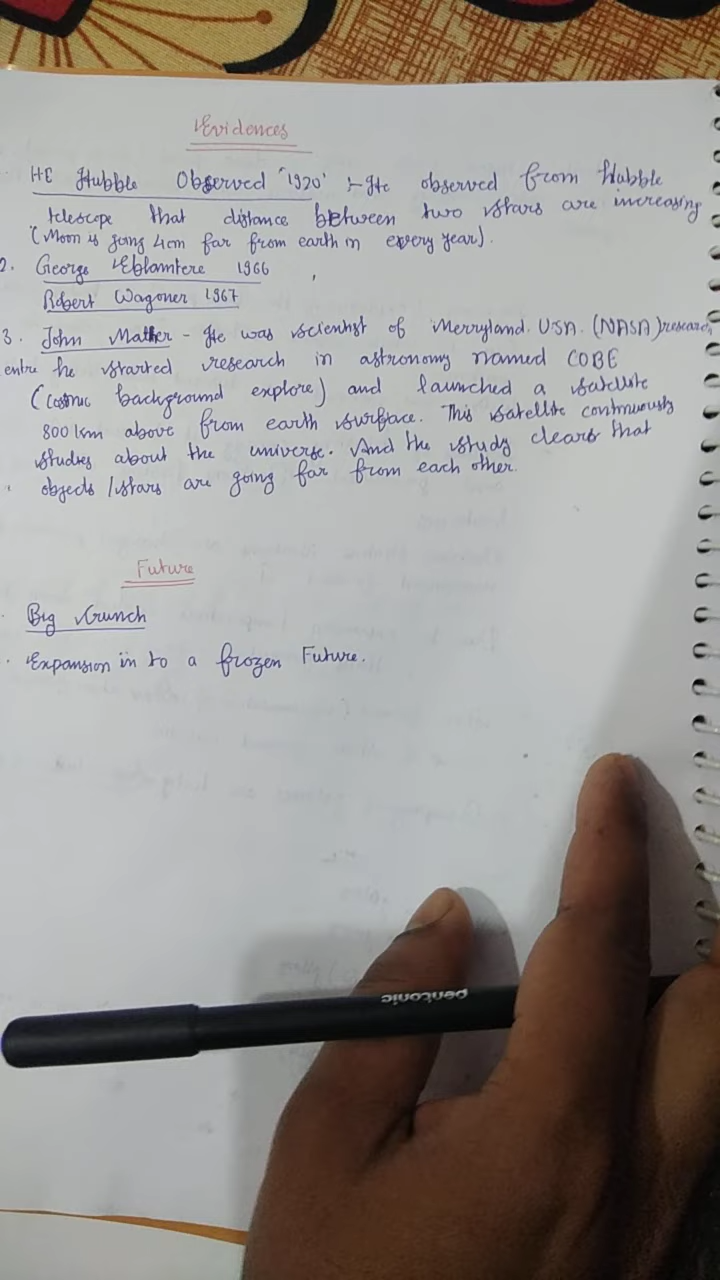 Evidences
HE Hubble Observed '1920' :- He observed from Hubble
telescope that distance between two stars are increasing
(Moon is going 4cm far from earth in every year).
2. George Eblamtere 1966
Robert Wagoner 1967
3. John Mather - He was scientist of Merryland. U.S.A. (NASA) research
entre he started research in astronomy named COBE
(cosmic background explore) and launched a satellite
800 km above from earth surface. This satellite continuously
studies about the universe. And the study clears that
objects / stars are going far from each other.
Future
Big Crunch
Expansion in to a frozen Future.
pentonic